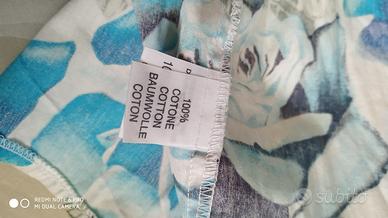 100%
COTONE
COTTON
BAUMWOLLE
COTON
REDMI NOTE 8 PRO
MI DUAL CAMERA
subito